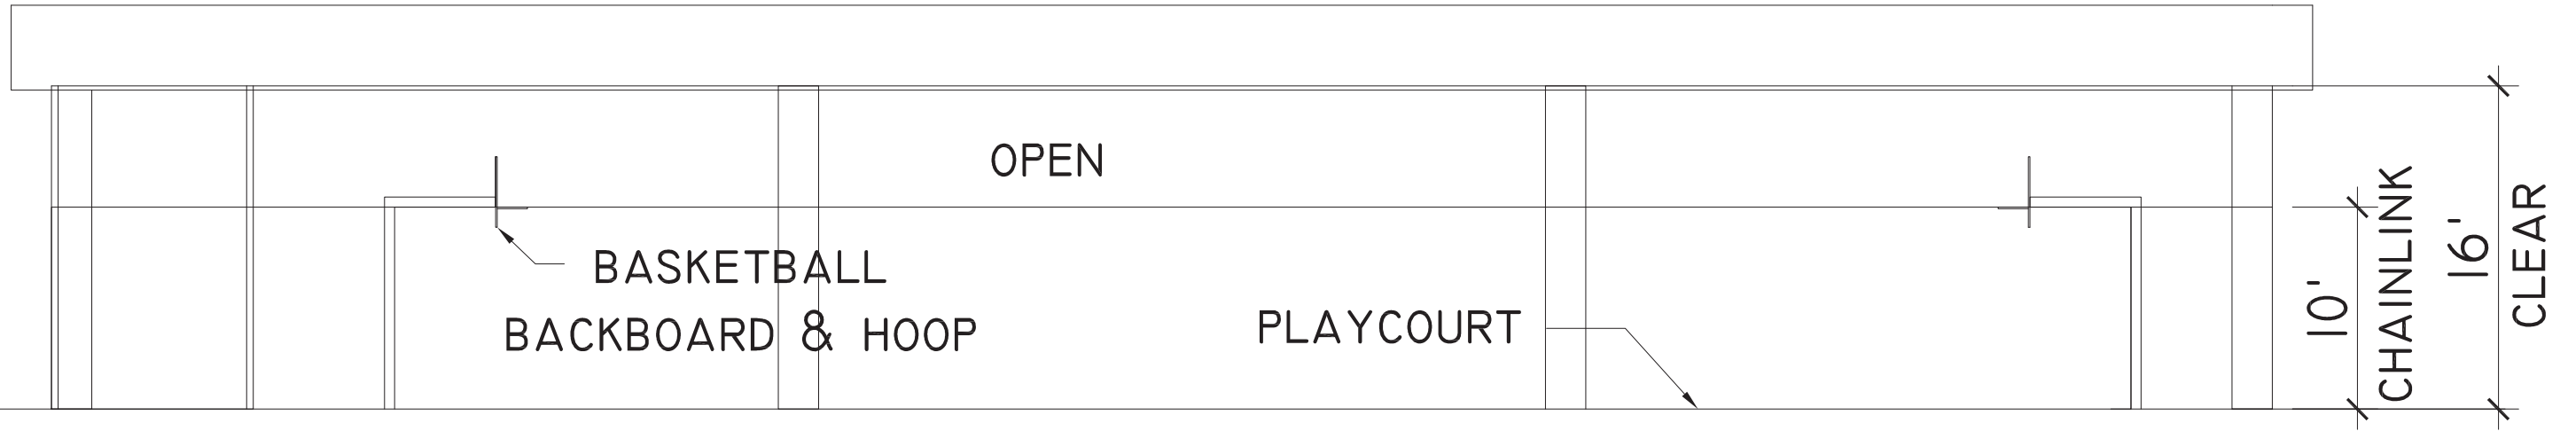 OPEN
BASKETBALL
BACKBOARD & HOOP
PLAYCOURT
10'
CHAINLINK
16'
CLEAR